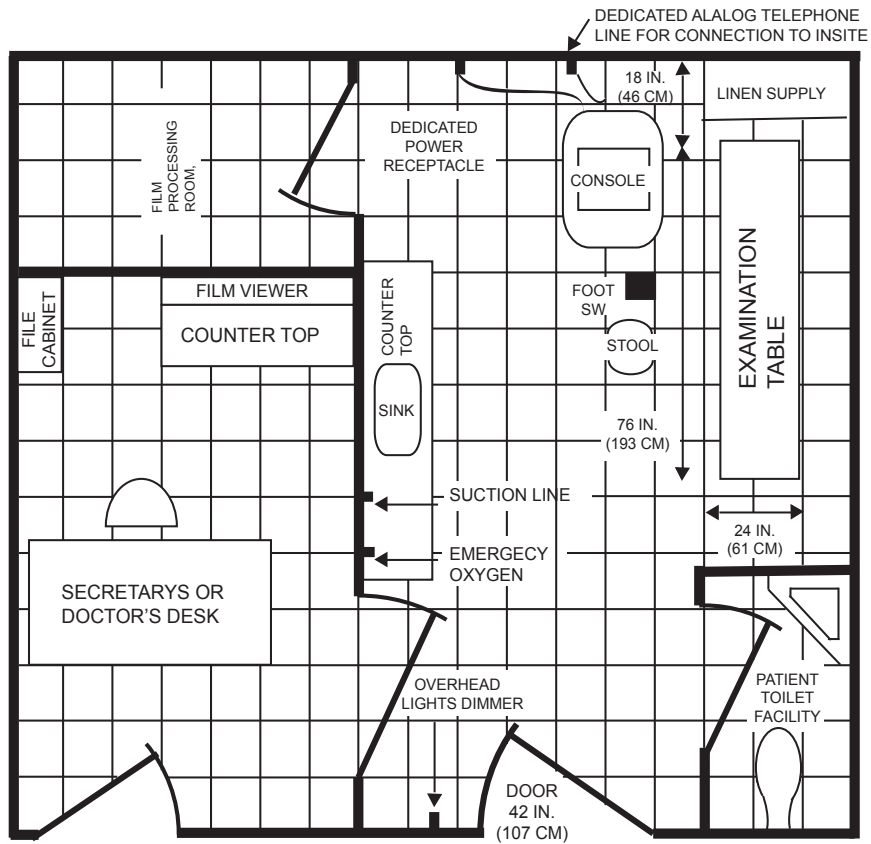 DEDICATED ALALOG TELEPHONE
LINE FOR CONNECTION TO INSITE
18 IN.
(46 CM)
LINEN SUPPLY
FILM
PROCESSING
ROOM,
DEDICATED
POWER
RECEPTACLE
CONSOLE
FILE
CABINET
FILM VIEWER
COUNTER TOP
COUNTER
TOP
SINK
FOOT
SW
STOOL
EXAMINATION
TABLE
76 IN.
(193 CM)
SUCTION LINE
24 IN.
(61 CM)
EMERGECY
OXYGEN
SECRETARYS OR
DOCTOR'S DESK
OVERHEAD
LIGHTS DIMMER
PATIENT
TOILET
FACILITY
DOOR
42 IN.
(107 CM)